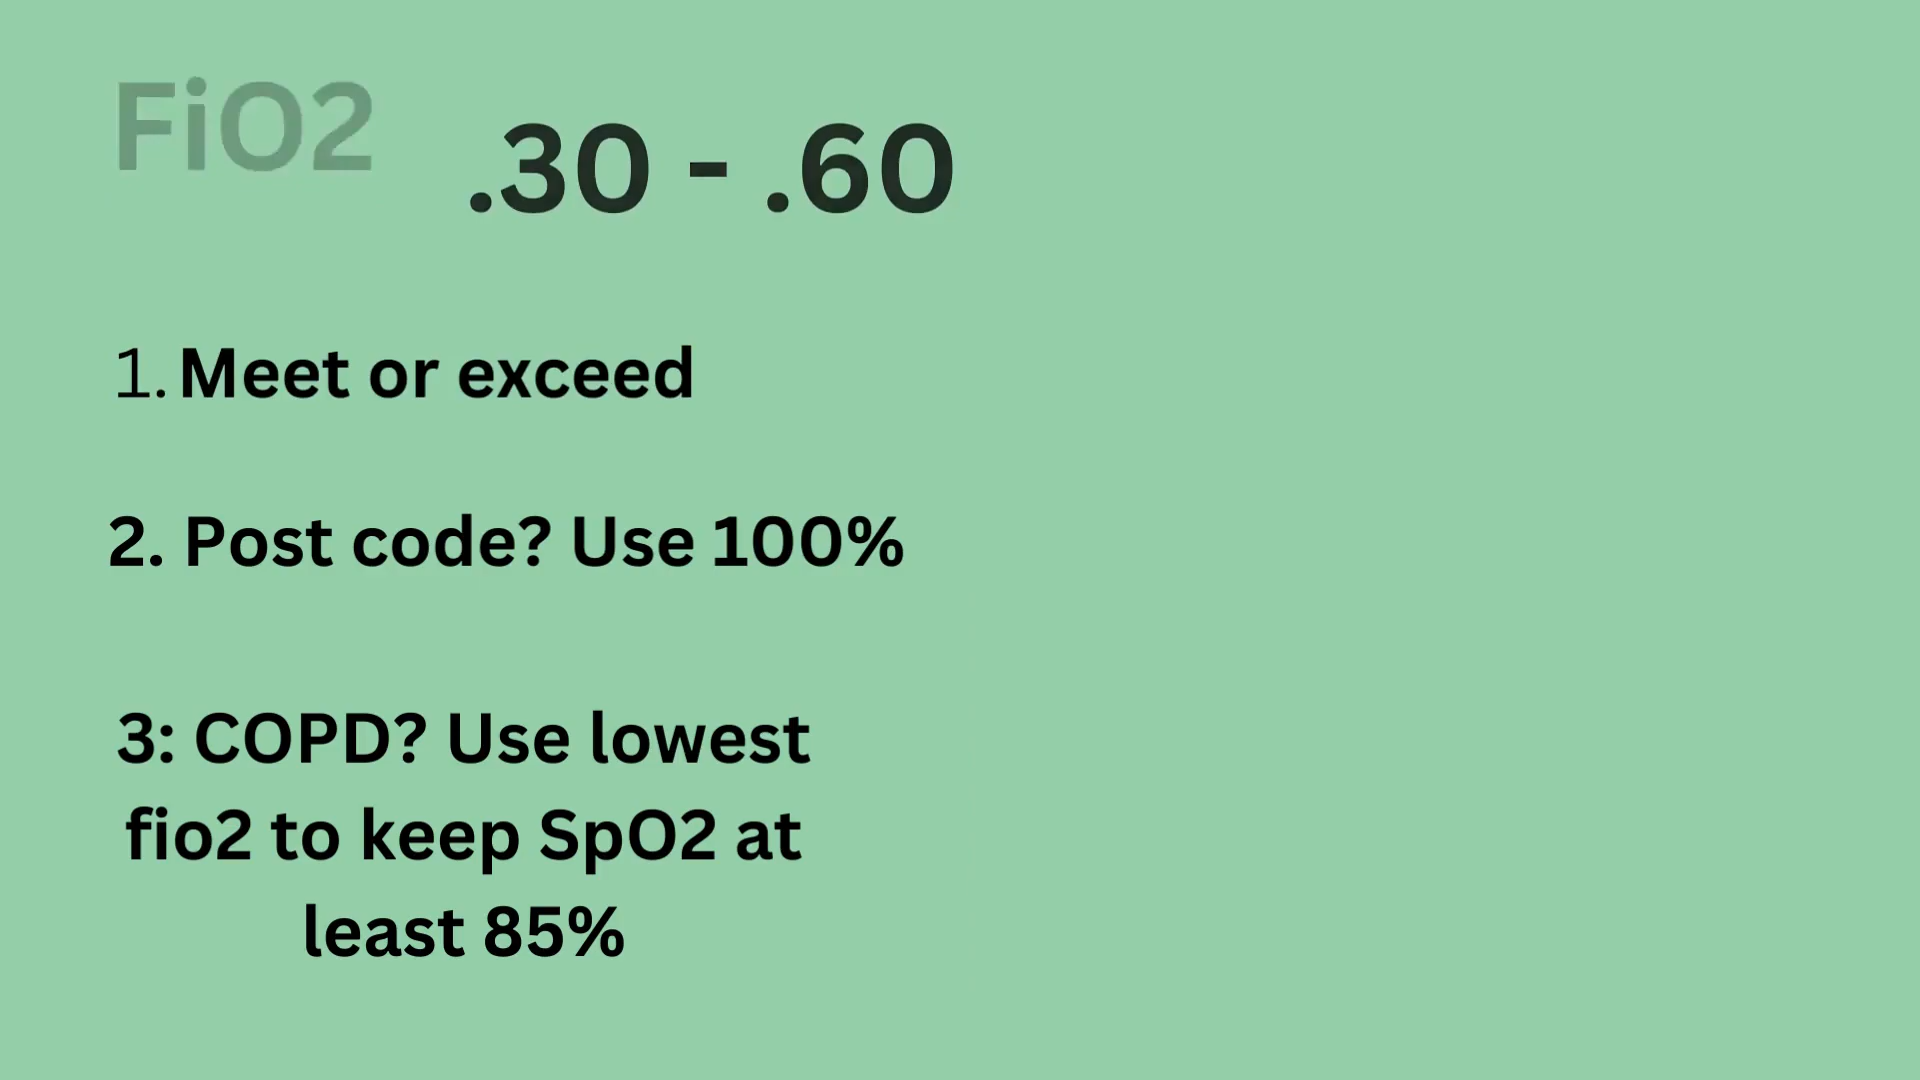 FiO2
.30 - .60
1. Meet or exceed
2. Post code? Use 100%
3: COPD? Use lowest
fio2 to keep SpO2 at
least 85%